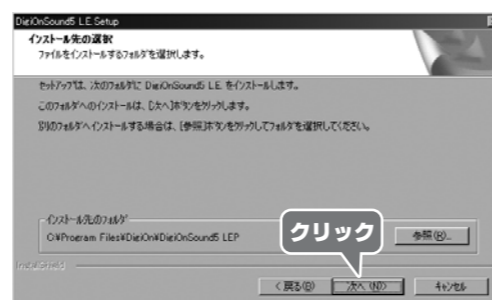 DigiOnSound5 L.E. Setup
インストール先の選択
ファイルをインストールするフォルダを選択します。
セットアップは、次のフォルダに DigiOnSound5 L.E. をインストールします。
このフォルダへのインストールは、[次へ]ボタンをクリックします。
別のフォルダへインストールする場合は、[参照]ボタンをクリックしてフォルダを選択してください。
インストール先のフォルダ
C:¥Program Files¥DigiOn¥DigiOnSound5 LEP
クリック
参照(R)...
InstallShield
< 戻る(B)
次へ (N)>
キャンセル